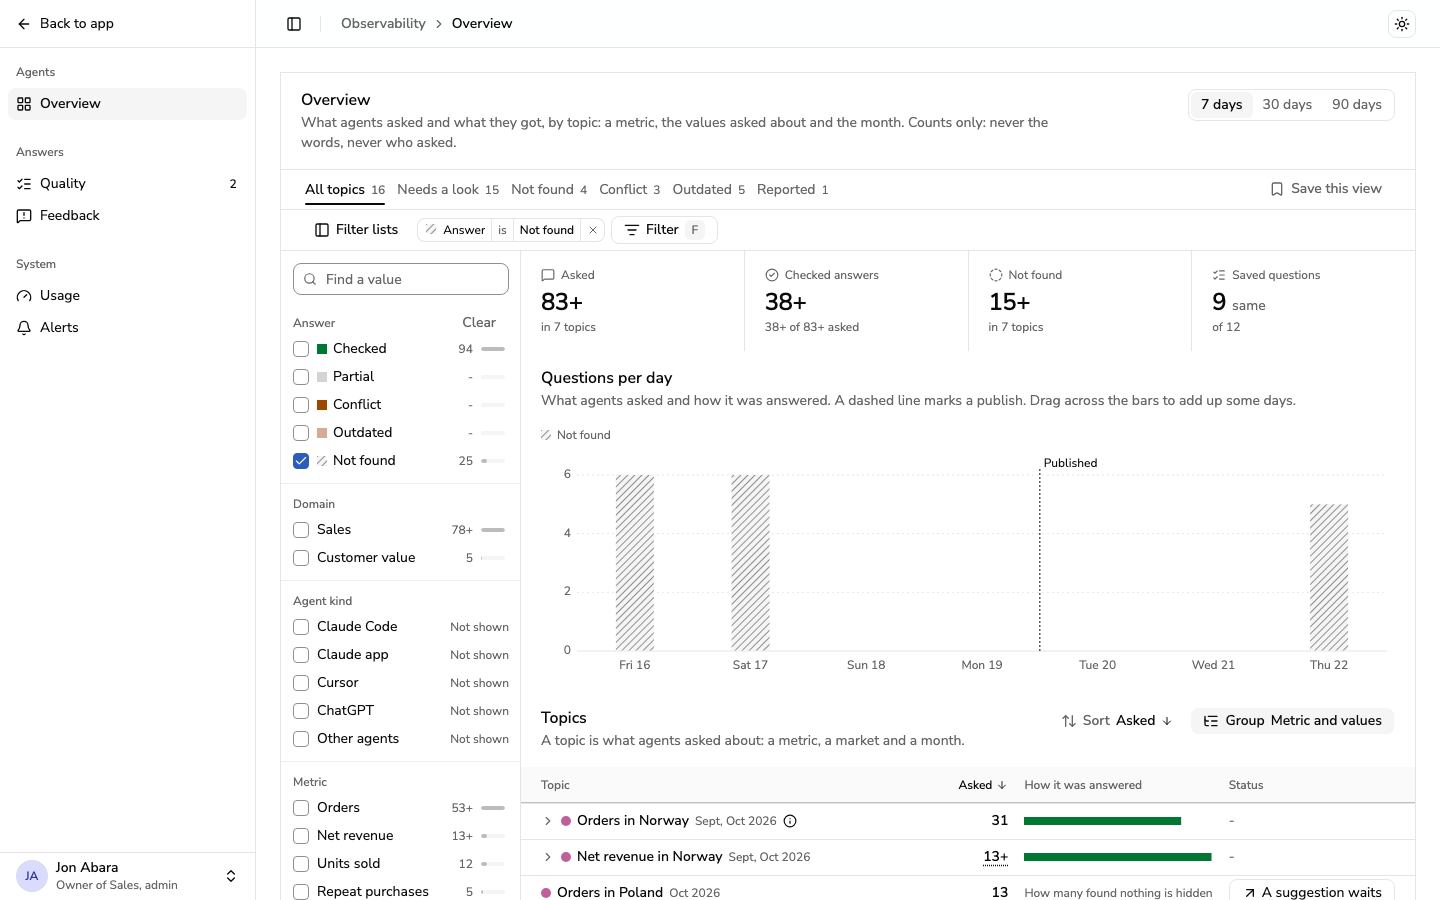 Back to app
Observability
Overview
Agents
Overview
Answers
Quality 2
Feedback
System
Usage
Alerts
Jon Abara
JA
Owner of Sales, admin
Overview
What agents asked and what they got, by topic: a metric, the values asked about and the month. Counts only: never the
words, never who asked.
7 days 30 days 90 days
All topics 16 Needs a look 15 Not found 4 Conflict 3 Outdated 5 Reported 1
Save this view
Filter lists
Answer is Not found
Filter F
Find a value
Answer Clear
Checked 94
Partial -
Conflict -
Outdated -
Not found 25
Domain
Sales 78+
Customer value 5
Agent kind
Claude Code Not shown
Claude app Not shown
Cursor Not shown
ChatGPT Not shown
Other agents Not shown
Metric
Orders 53+
Net revenue 13+
Units sold 12
Repeat purchases 5
Asked
83+
in 7 topics
Checked answers
38+
38+ of 83+ asked
Not found
15+
in 7 topics
Saved questions
9 same
of 12
Questions per day
What agents asked and how it was answered. A dashed line marks a publish. Drag across the bars to add up some days.
Not found
Published
6
4
2
0
Fri 16 Sat 17 Sun 18 Mon 19 Tue 20 Wed 21 Thu 22
Topics
A topic is what agents asked about: a metric, a market and a month.
Sort Asked
Group Metric and values
Topic Asked How it was answered Status
Orders in Norway Sept, Oct 2026 31 -
Net revenue in Norway Sept, Oct 2026 13+ -
Orders in Poland Oct 2026 13 How many found nothing is hidden A suggestion waits